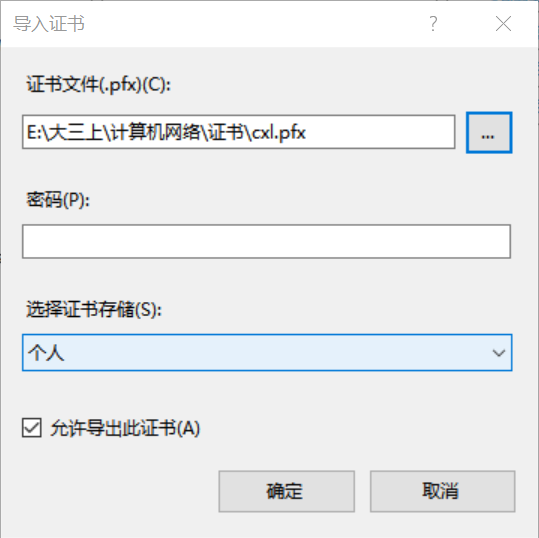 导入证书
证书文件(.pfx)(C):
E:\大三上\计算机网络\证书\cxl.pfx
...
密码(P):
选择证书存储(S):
个人
允许导出此证书(A)
确定
取消